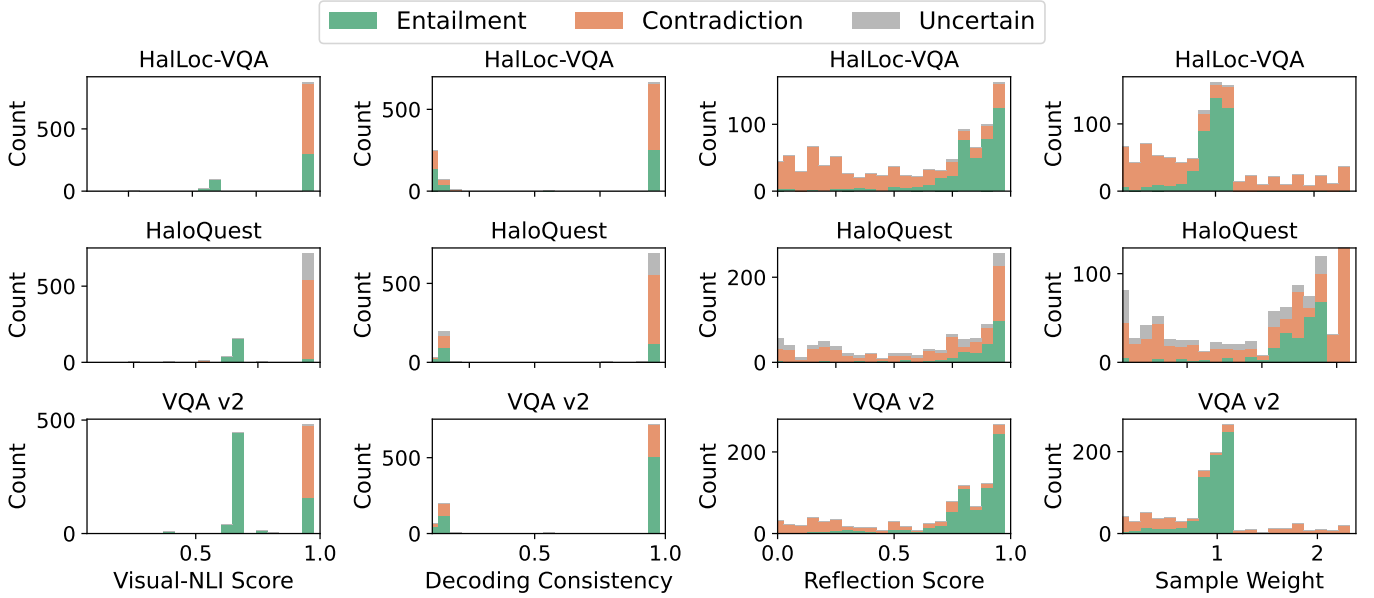 Entailment Contradiction Uncertain
HalLoc-VQA HalLoc-VQA HalLoc-VQA HalLoc-VQA
Count Count Count Count
500 0 500 0 100 0 100 0
HaloQuest HaloQuest HaloQuest HaloQuest
Count Count Count Count
500 0 500 0 200 0 100 0
VQA v2 VQA v2 VQA v2 VQA v2
Count Count Count Count
500 0 500 0 200 0 200 0
0.5 1.0 0.5 1.0 0.0 0.5 1.0 1 2
Visual-NLI Score Decoding Consistency Reflection Score Sample Weight